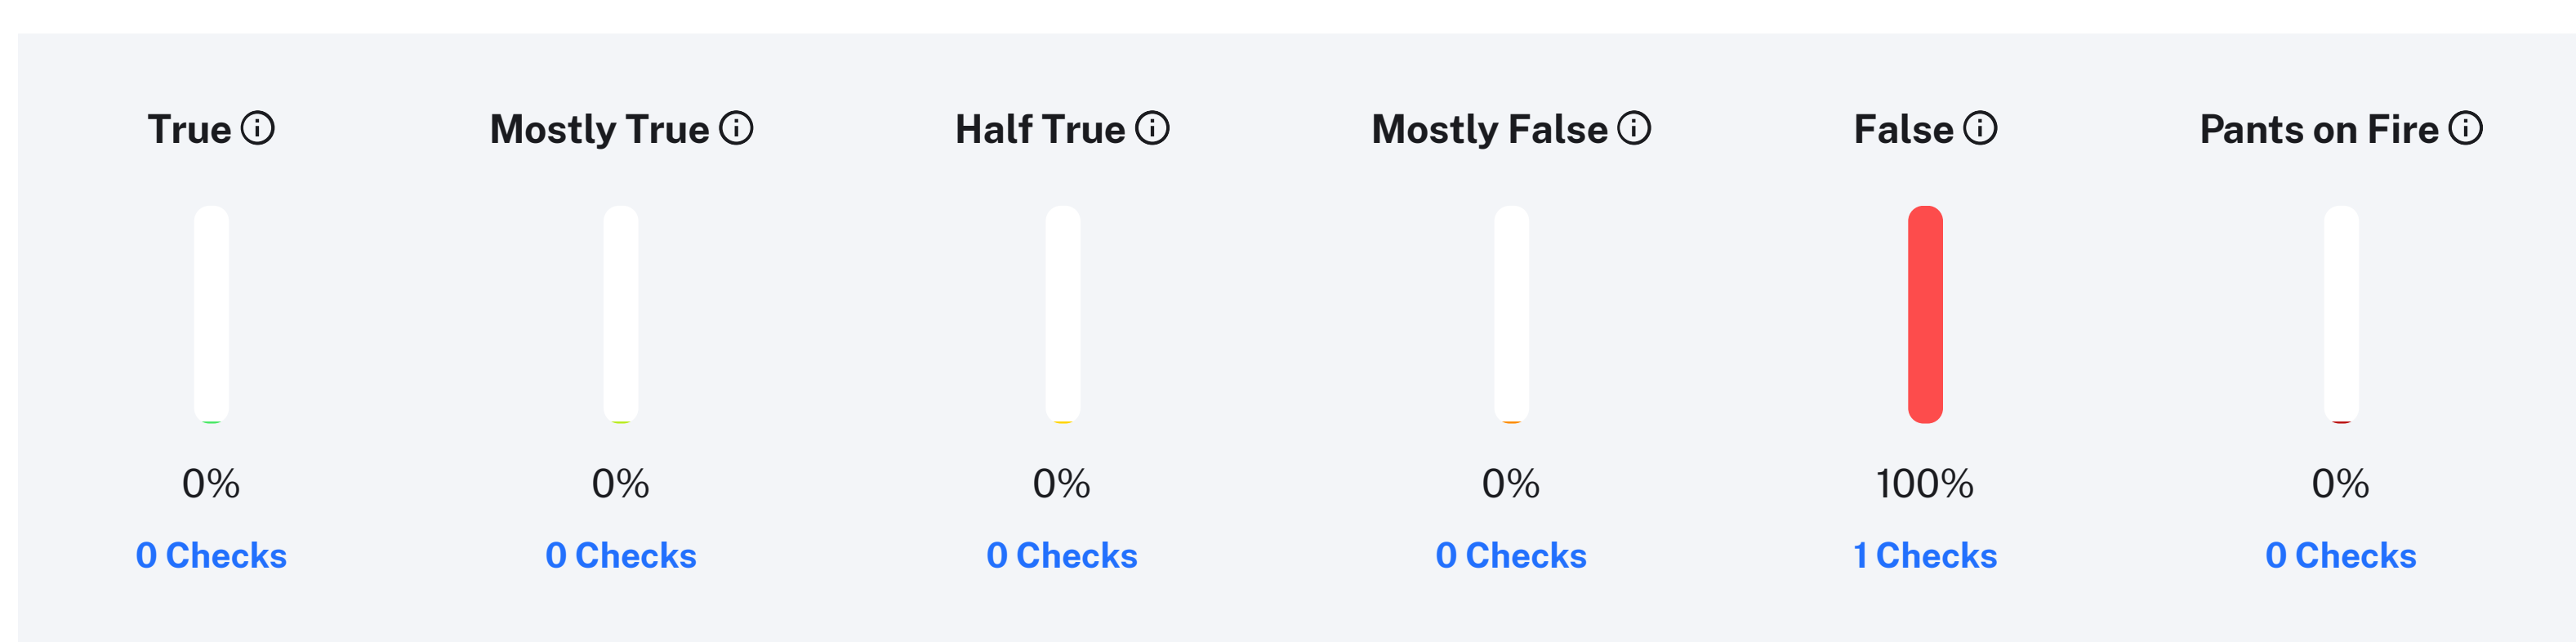 True Mostly True Half True Mostly False False Pants on Fire
0% 0% 0% 0% 100% 0%
0 Checks 0 Checks 0 Checks 0 Checks 1 Checks 0 Checks